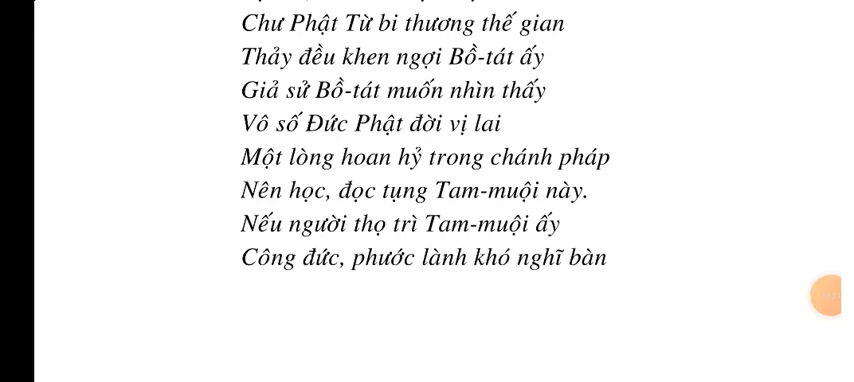 Chư Phật Từ bi thương thế gian
Thảy đều khen ngợi Bồ-tát ấy
Giả sử Bồ-tát muốn nhìn thấy
Vô số Đức Phật đời vị lai
Một lòng hoan hỷ trong chánh pháp
Nên học, đọc tụng Tam-muội này.
Nếu người thọ trì Tam-muội ấy
Công đức, phước lành khó nghĩ bàn